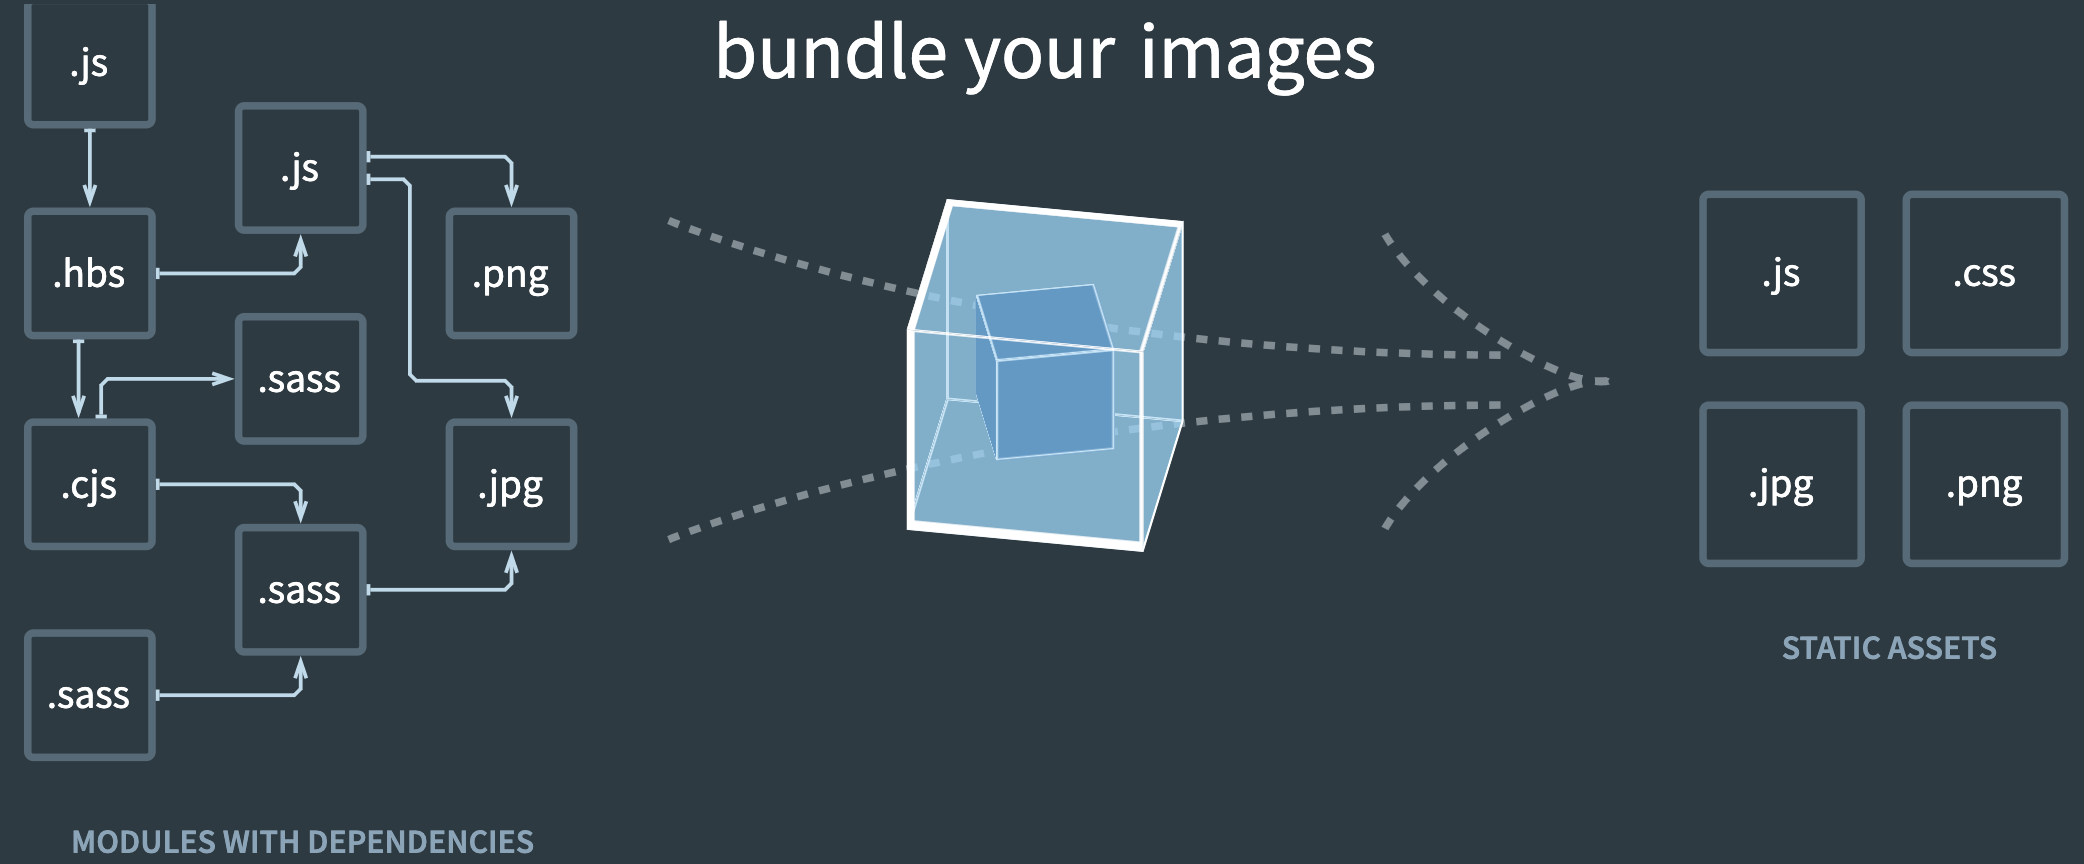 bundle your images
.js
.js
.hbs
.png
.sass
.cjs
.jpg
.sass
.sass
MODULES WITH DEPENDENCIES
.js
.css
.jpg
.png
STATIC ASSETS